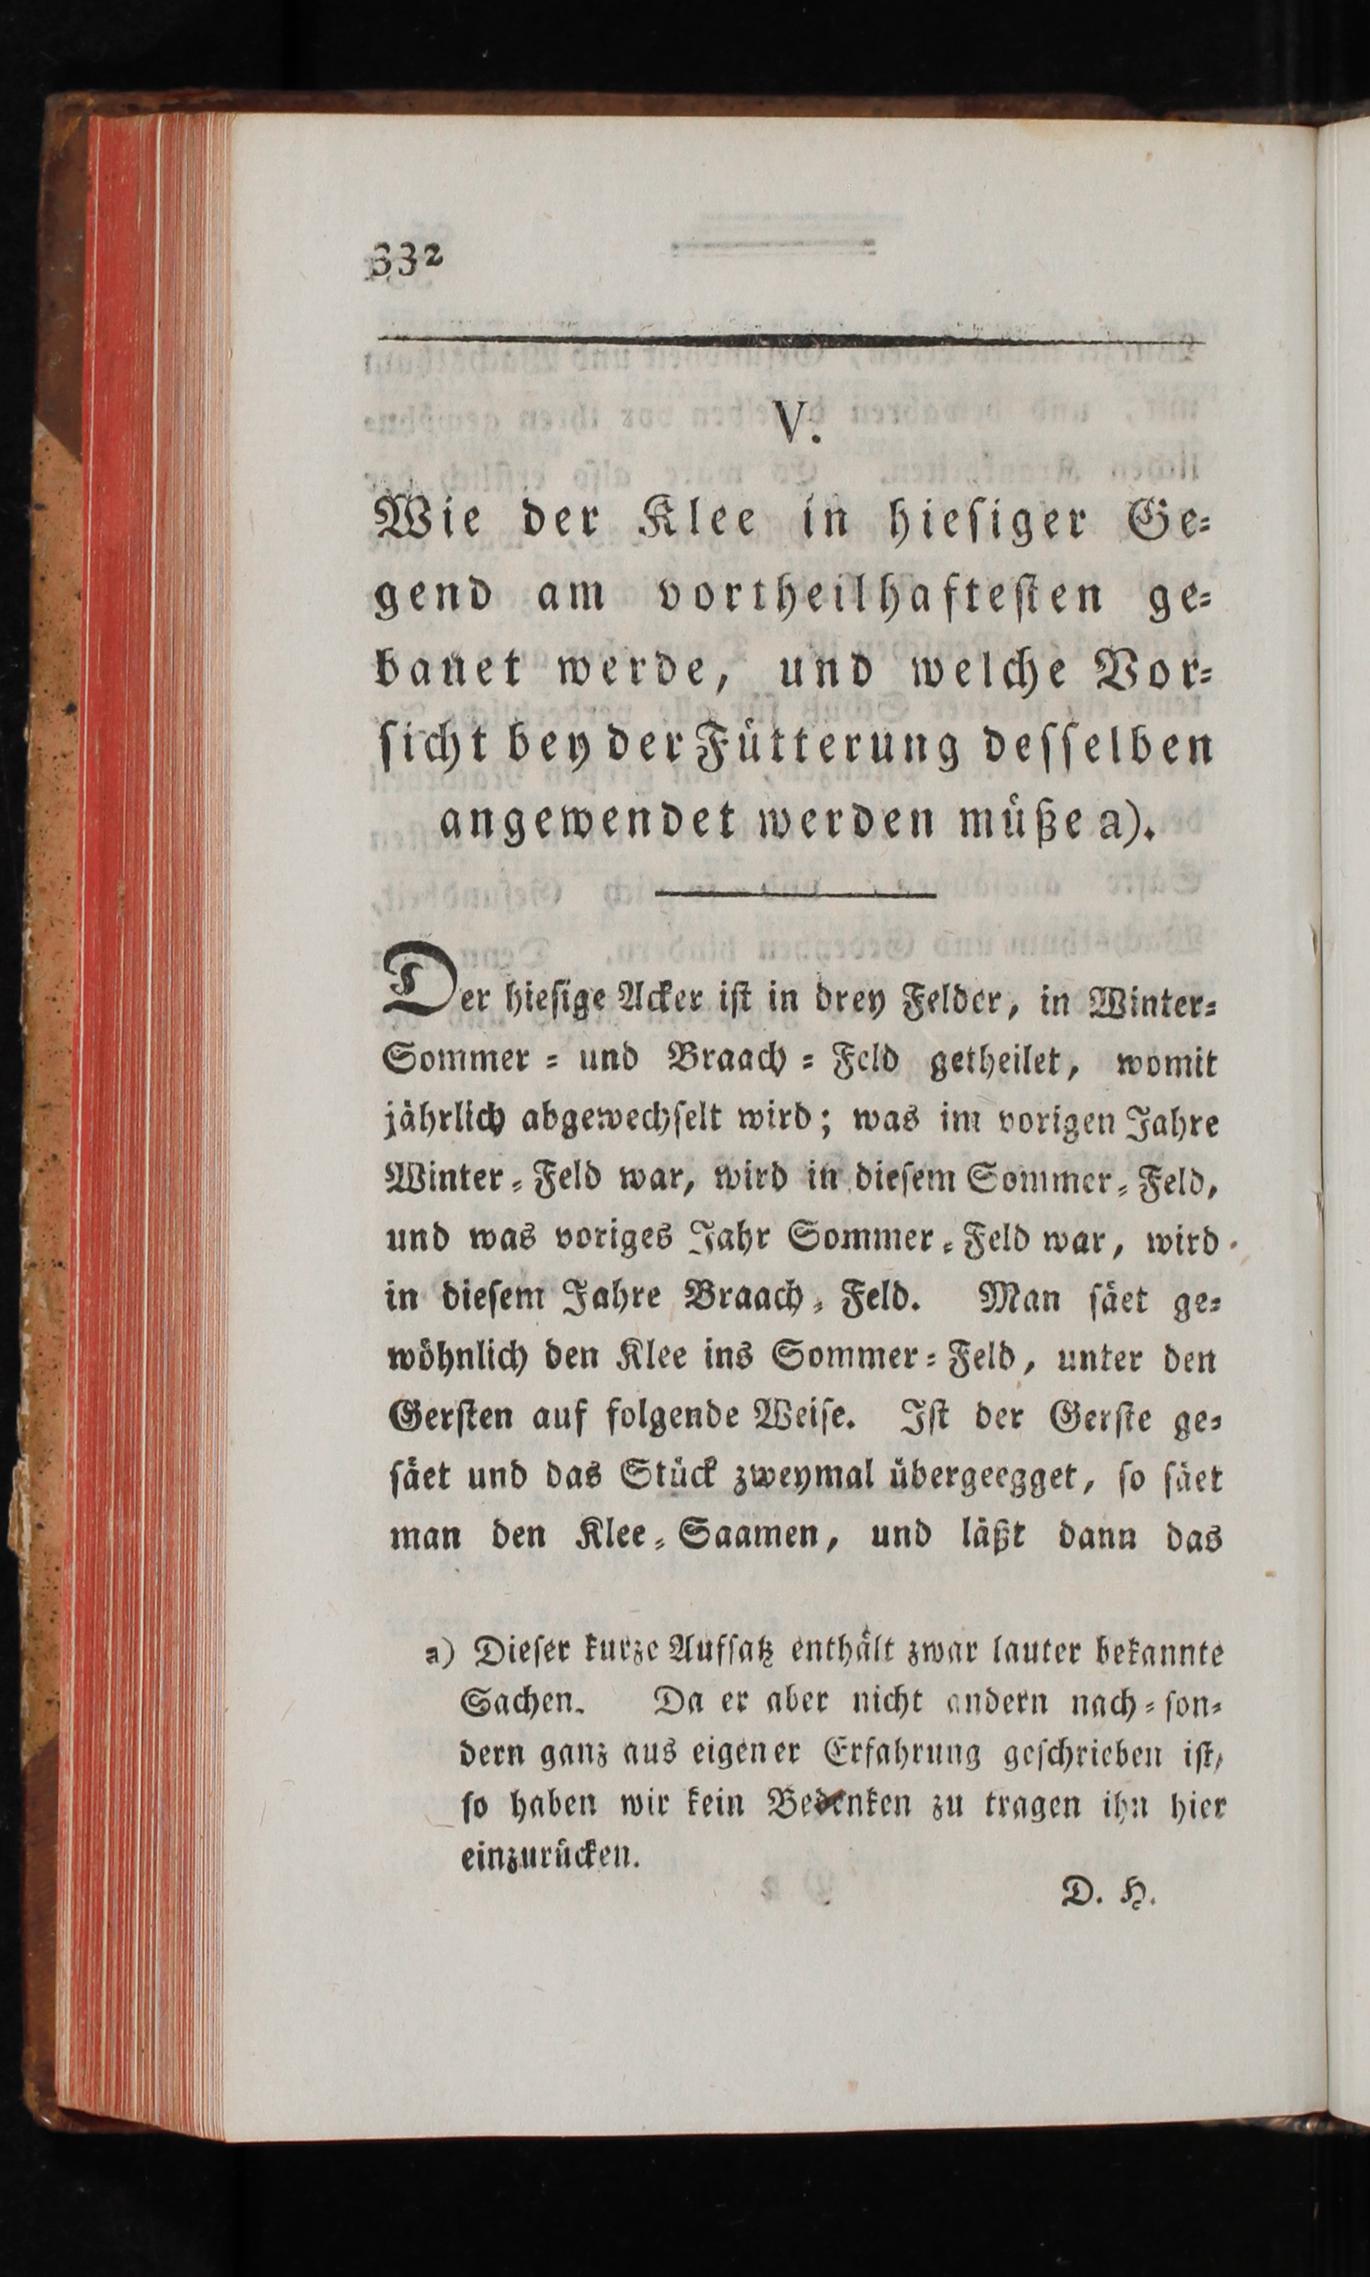 332
V.
Wie der Klee in hieſiger Ge⸗
gend am vortheilhafteſten ge⸗
bauet werde, und welche Vor⸗
ſicht bey der Fütterung deſſelben
angewendet werden müße a).
Der hieſige Acker iſt in drey Felder, in Winter⸗
Sommer ⸗ und Braach ⸗ Feld getheilet, womit
jährlich abgewechſelt wird; was im vorigen Jahre
Winter ⸗ Feld war, wird in dieſem Sommer ⸗ Feld,
und was voriges Jahr Sommer ⸗ Feld war, wird
in dieſem Jahre Braach ⸗ Feld. Man ſäet ge⸗
wöhnlich den Klee ins Sommer ⸗ Feld, unter den
Gerſten auf folgende Weiſe. Iſt der Gerſte ge⸗
ſäet und das Stück zweymal übergeegget, ſo ſäet
man den Klee ⸗ Saamen, und läßt dann das
a) Dieſer kurze Aufſatz enthält zwar lauter bekannte
Sachen. Da er aber nicht andern nach ⸗ ſon⸗
dern ganz aus eigener Erfahrung geſchrieben iſt,
ſo haben wir kein Bedenken zu tragen ihn hier
einzurücken.
D. H.